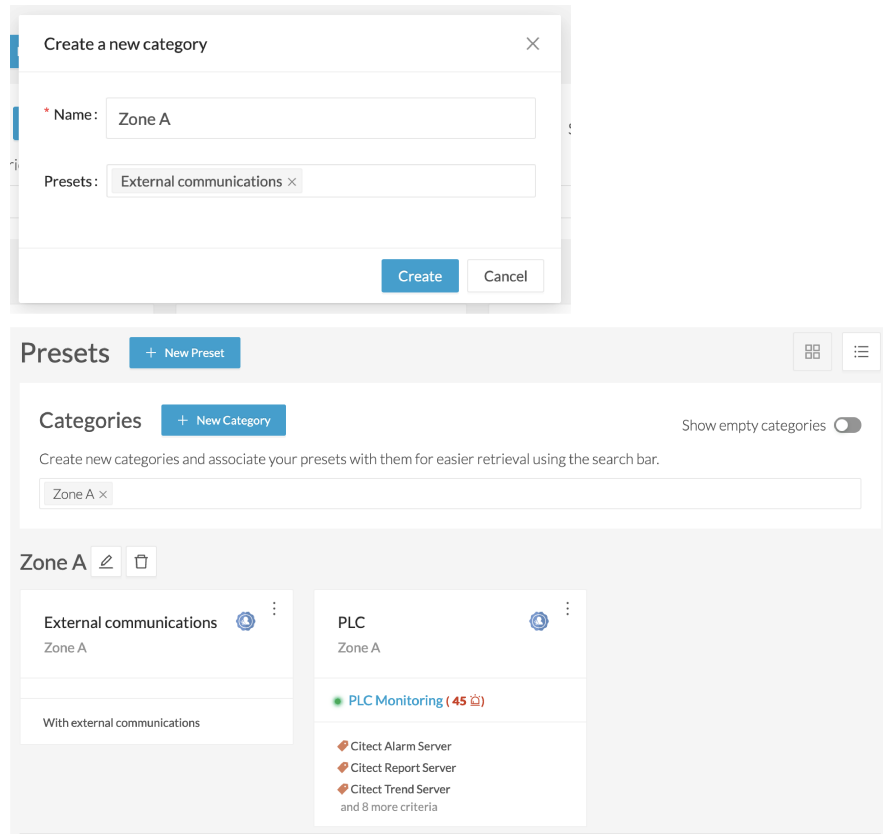 Create a new category
* Name :
Zone A
Presets :
External communications
Create
Cancel
Presets
+ New Preset
Categories
+ New Category
Show empty categories
Create new categories and associate your presets with them for easier retrieval using the search bar.
Zone A
Zone A
External communications
Zone A
With external communications
PLC
Zone A
PLC Monitoring ( 45 )
Citect Alarm Server
Citect Report Server
Citect Trend Server
and 8 more criteria